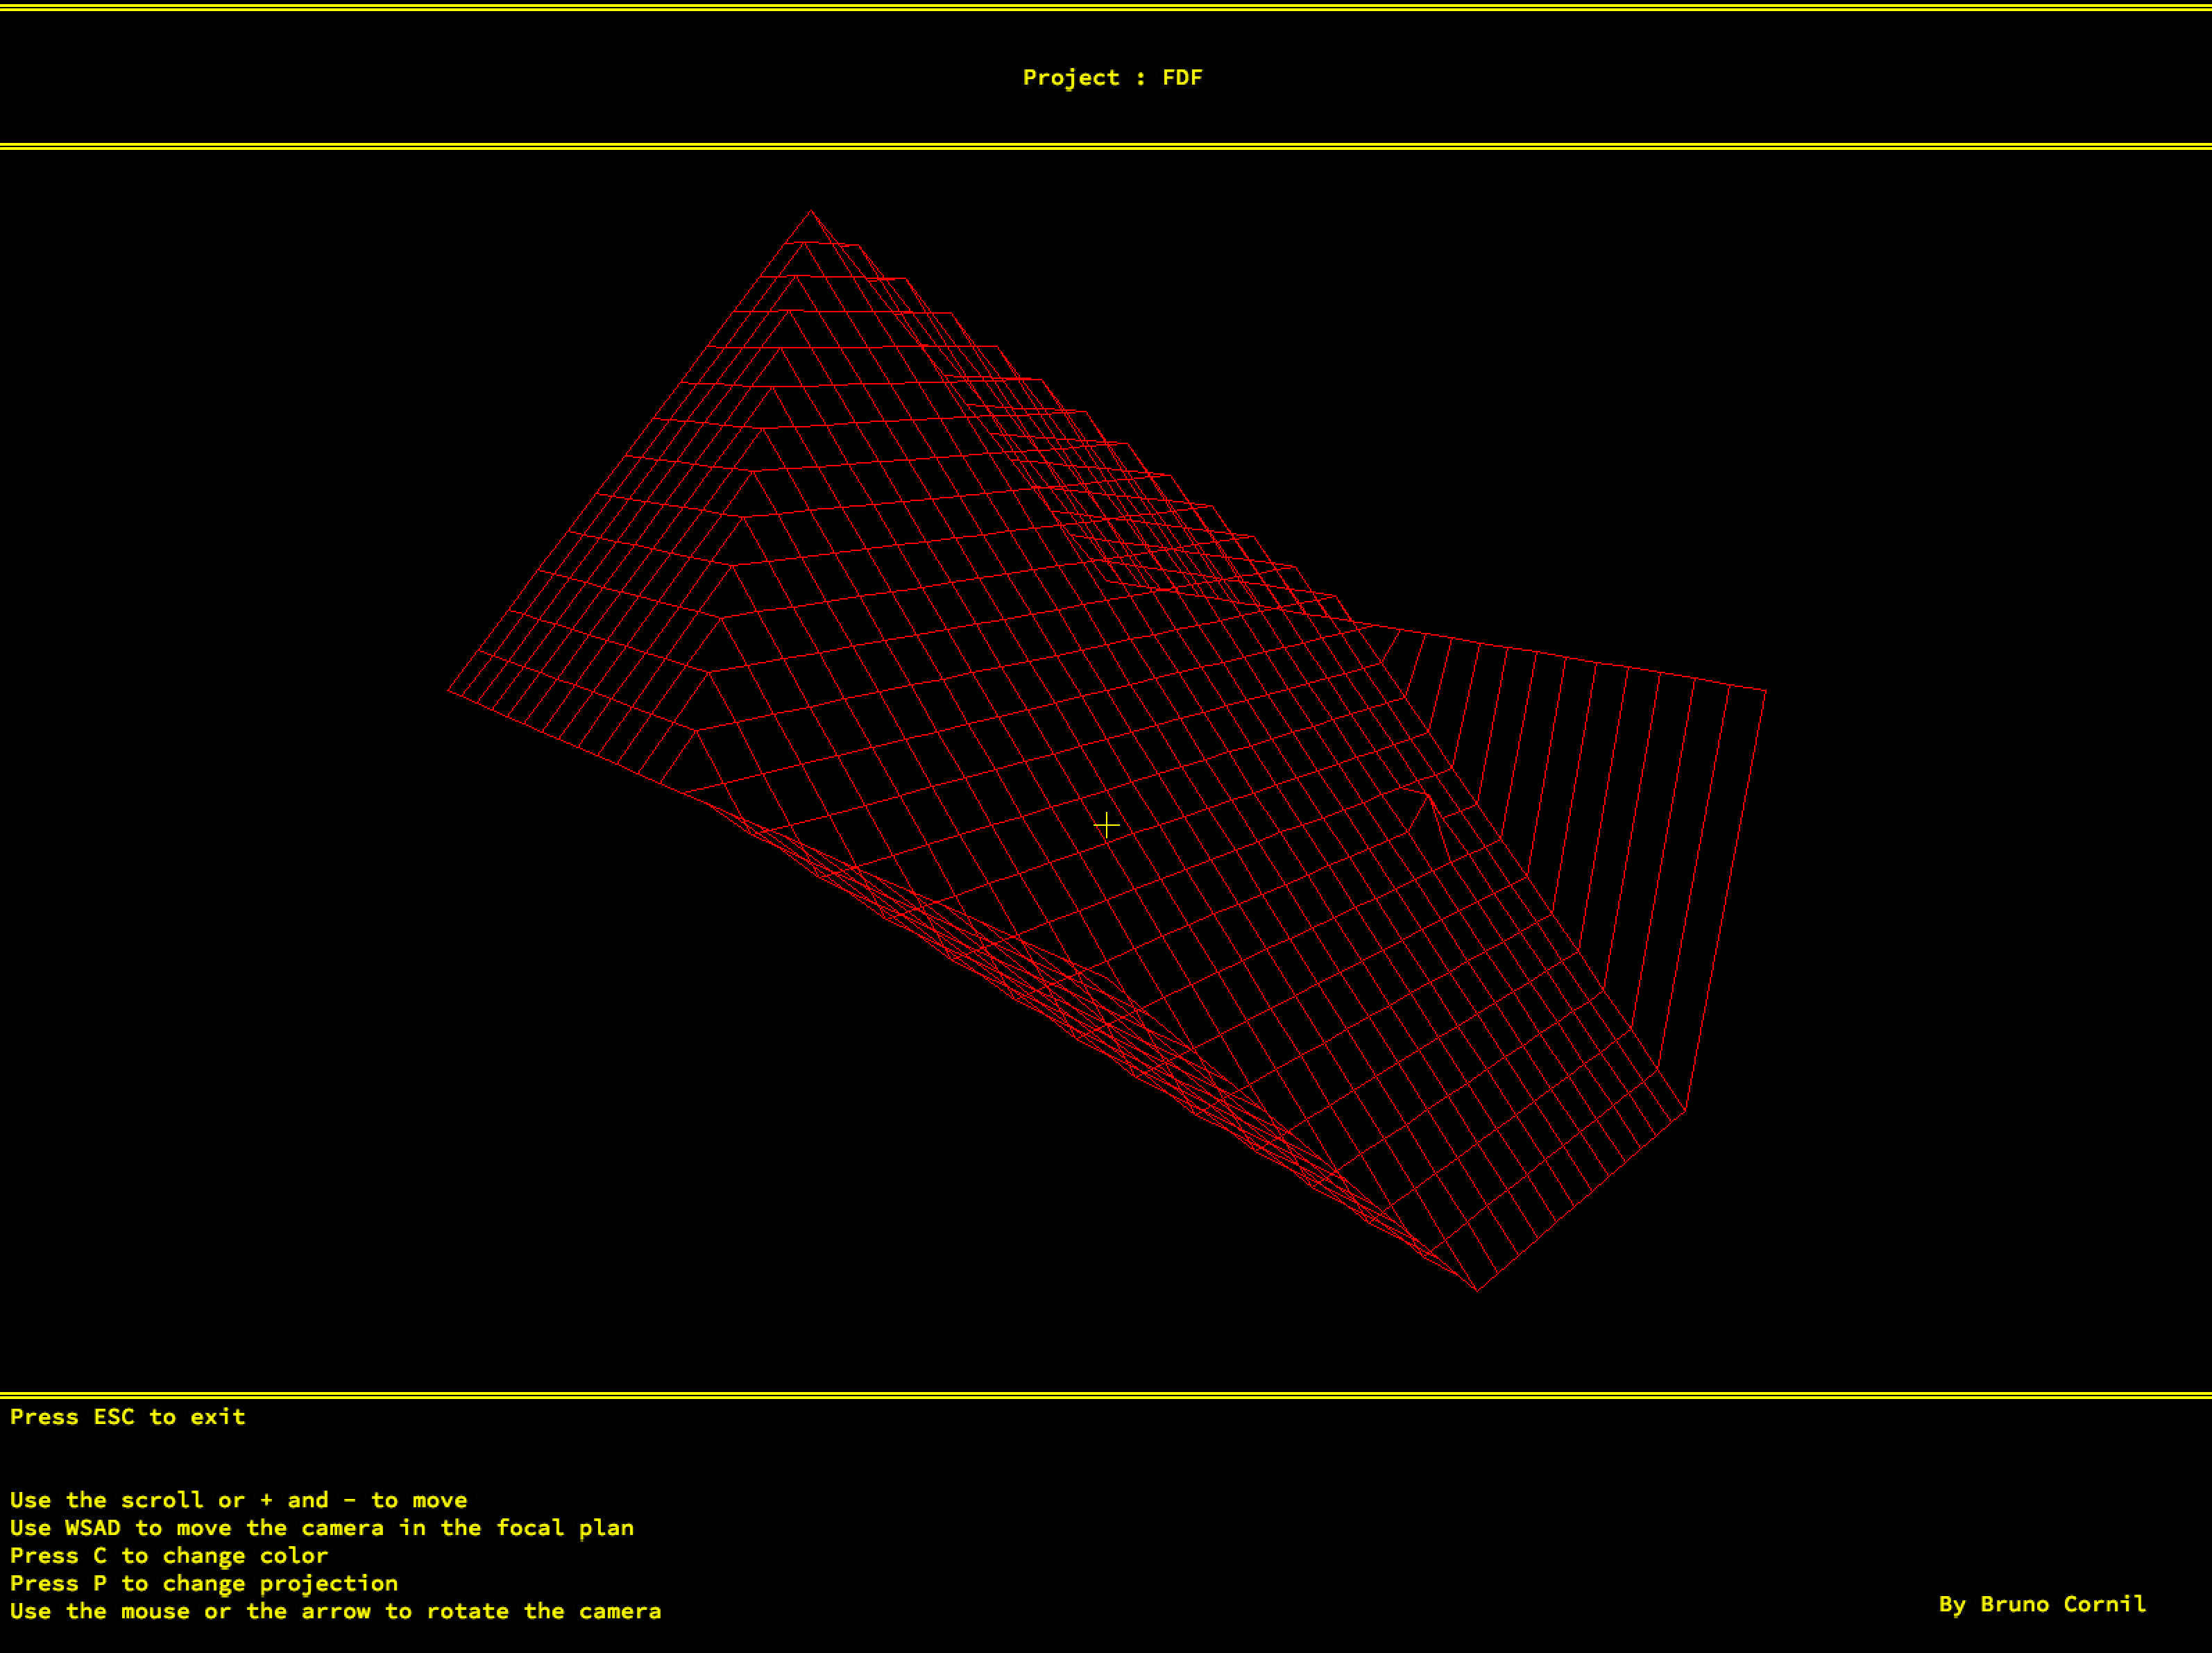 Project : FDF
Press ESC to exit
Use the scroll or + and - to move
Use WSAD to move the camera in the focal plan
Press C to change color
Press P to change projection
Use the mouse or the arrow to rotate the camera
By Bruno Cornil